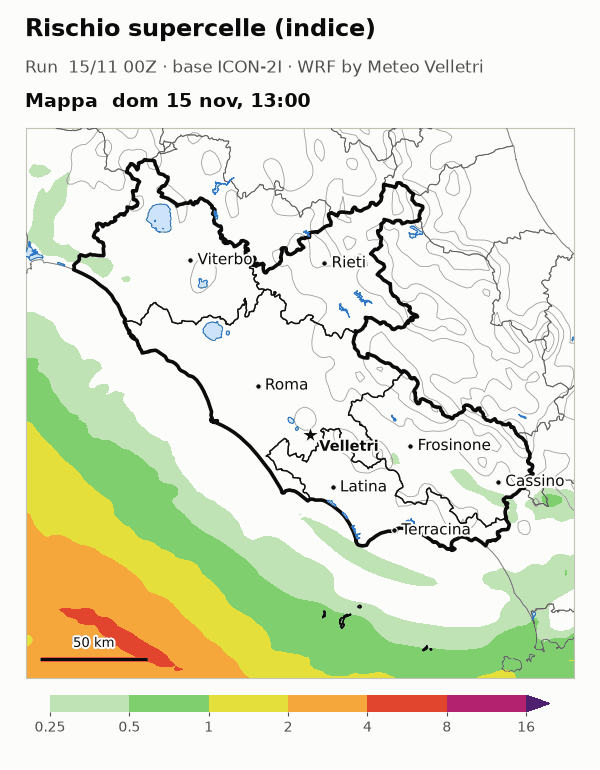 Rischio supercelle (indice)
Run  15/11 00Z · base ICON-2I · WRF by Meteo Velletri
Mappa  dom 15 nov, 13:00
Viterbo
Rieti
Roma
Velletri
Frosinone
Cassino
Latina
Terracina
50 km
0.25 0.5 1 2 4 8 16